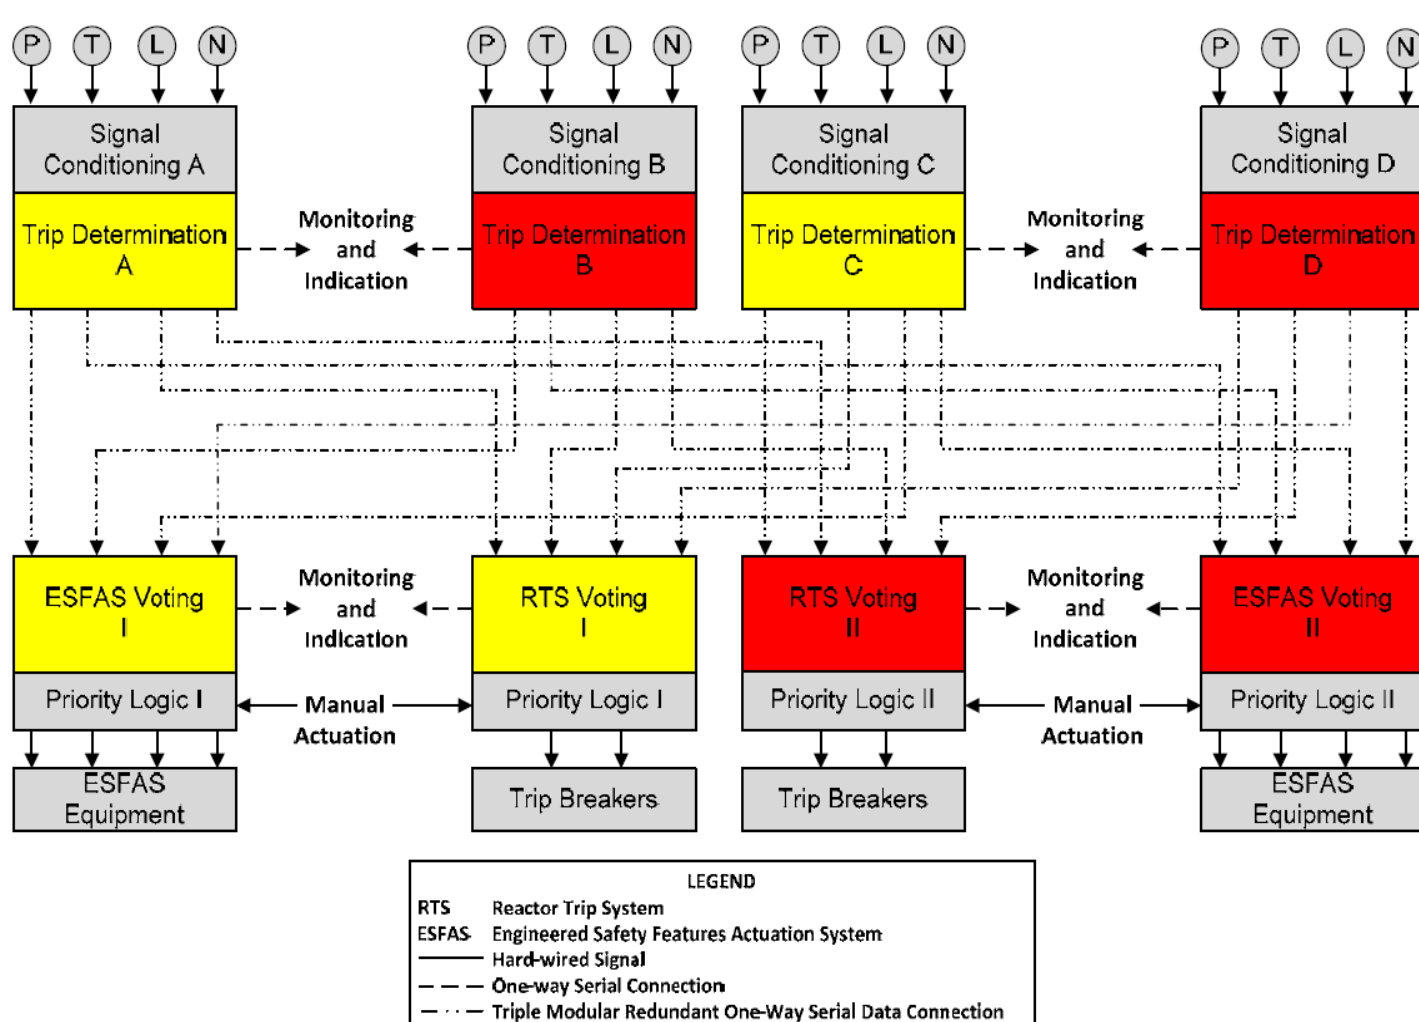 P T L N P T L N P T L N P T L N
Signal
Conditioning A
Signal
Conditioning B
Signal
Conditioning C
Signal
Conditioning D
Trip Determination
A
Monitoring
and
Indication
Trip Determination
B
Trip Determination
C
Monitoring
and
Indication
Trip Determination
D
ESFAS Voting
I
Monitoring
and
Indication
RTS Voting
I
RTS Voting
II
Monitoring
and
Indication
ESFAS Voting
II
Priority Logic I
Manual
Actuation
Priority Logic I
Priority Logic II
Manual
Actuation
Priority Logic II
ESFAS
Equipment
Trip Breakers
Trip Breakers
ESFAS
Equipment
LEGEND
RTS Reactor Trip System
ESFAS Engineered Safety Features Actuation System
Hard-wired Signal
One-way Serial Connection
Triple Modular Redundant One-Way Serial Data Connection